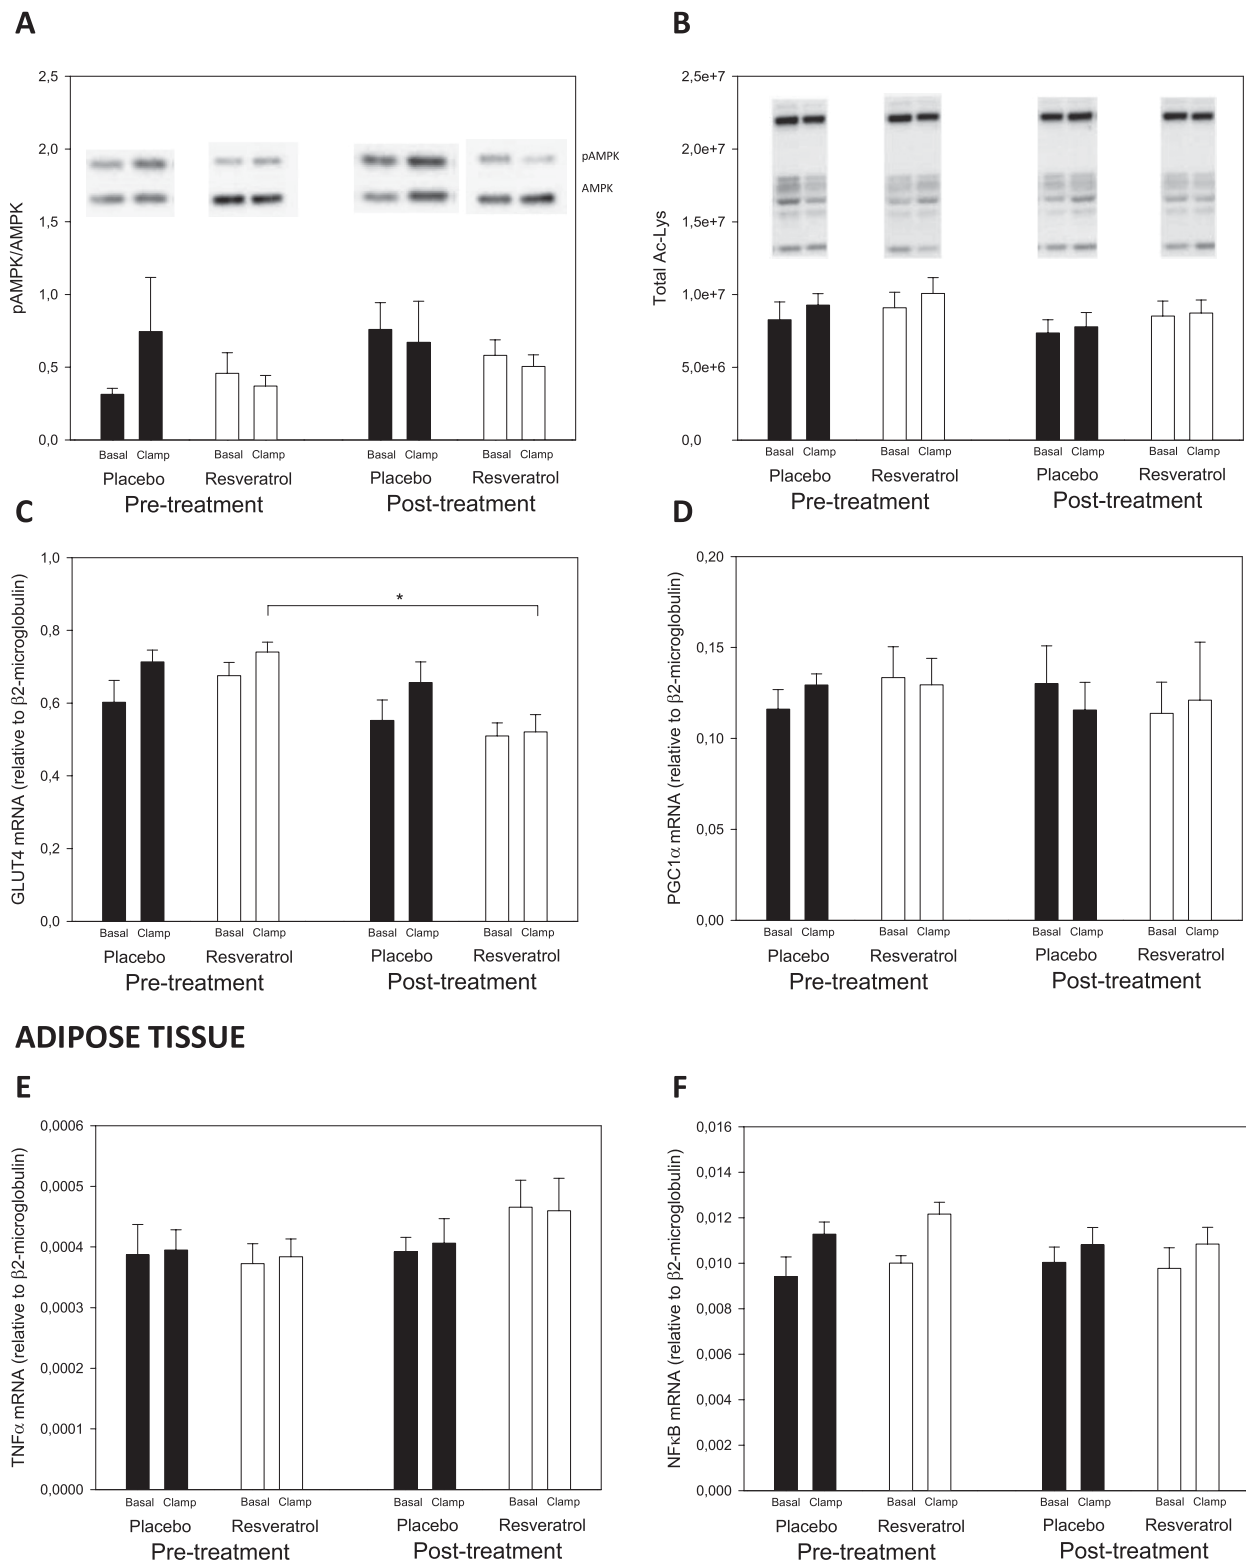 A
2,5
2,0
1,5
1,0
0,5
0,0
pAMPK/AMPK
pAMPK
AMPK
Basal Clamp Basal Clamp Basal Clamp Basal Clamp
Placebo Resveratrol Placebo Resveratrol
Pre-treatment Post-treatment
B
2,5e+7
2,0e+7
1,5e+7
1,0e+7
5,0e+6
0,0
Total Ac-Lys
Basal Clamp Basal Clamp Basal Clamp Basal Clamp
Placebo Resveratrol Placebo Resveratrol
Pre-treatment Post-treatment
C
1,0
0,8
0,6
0,4
0,2
0,0
GLUT4 mRNA (relative to β2-microglobulin)
*
Basal Clamp Basal Clamp Basal Clamp Basal Clamp
Placebo Resveratrol Placebo Resveratrol
Pre-treatment Post-treatment
D
0,20
0,15
0,10
0,05
0,00
PGC1α mRNA (relative to β2-microglobulin)
Basal Clamp Basal Clamp Basal Clamp Basal Clamp
Placebo Resveratrol Placebo Resveratrol
Pre-treatment Post-treatment
ADIPOSE TISSUE
E
0,0006
0,0005
0,0004
0,0003
0,0002
0,0001
0,0000
TNFα mRNA (relative to β2-microglobulin)
Basal Clamp Basal Clamp Basal Clamp Basal Clamp
Placebo Resveratrol Placebo Resveratrol
Pre-treatment Post-treatment
F
0,016
0,014
0,012
0,010
0,008
0,006
0,004
0,002
0,000
NFκB mRNA (relative to β2-microglobulin)
Basal Clamp Basal Clamp Basal Clamp Basal Clamp
Placebo Resveratrol Placebo Resveratrol
Pre-treatment Post-treatment